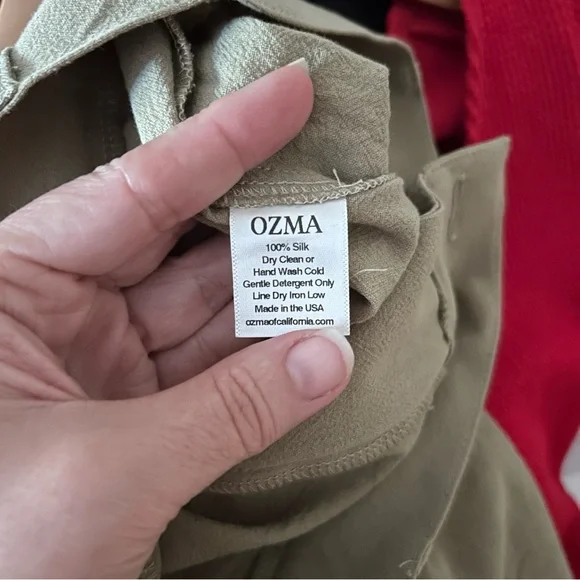 OZMA
100% Silk
Dry Clean or
Hand Wash Cold
Gentle Detergent Only
Line Dry Iron Low
Made in the USA
ozmaofcalifornia.com